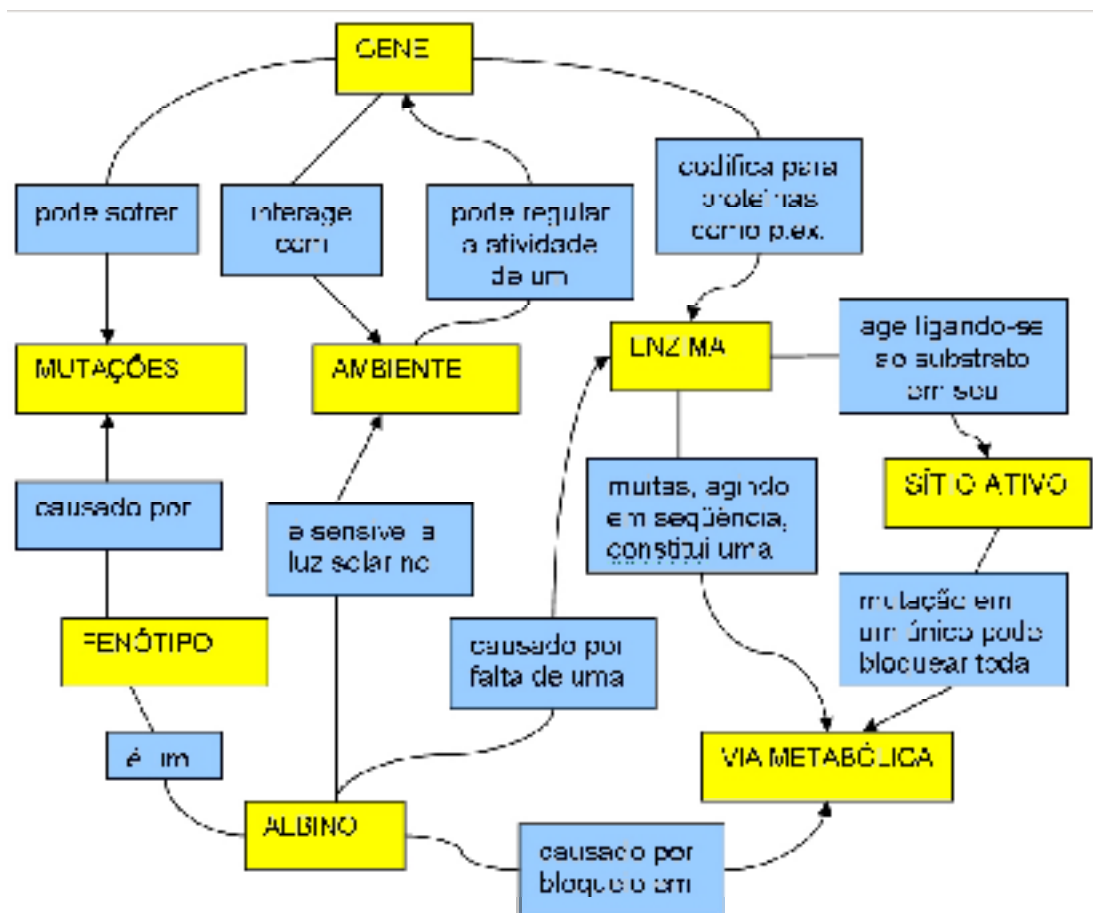 GENE
pode sofrer
interage
com
pode regular
a atividade
de um
codifica para
proteínas
como p.ex.
MUTAÇÕES
AMBIENTE
ENZIMA
age ligando-se
ao substrato
em seu
causado por
é sensível a
luz solar no
muitas, agindo
em seqüência,
constitui uma
SÍTIO ATIVO
FENÓTIPO
causado por
falta de uma
mutação em
um único pode
bloquear toda
é um
VIA METABÓLICA
ALBINO
causado por
bloqueio em